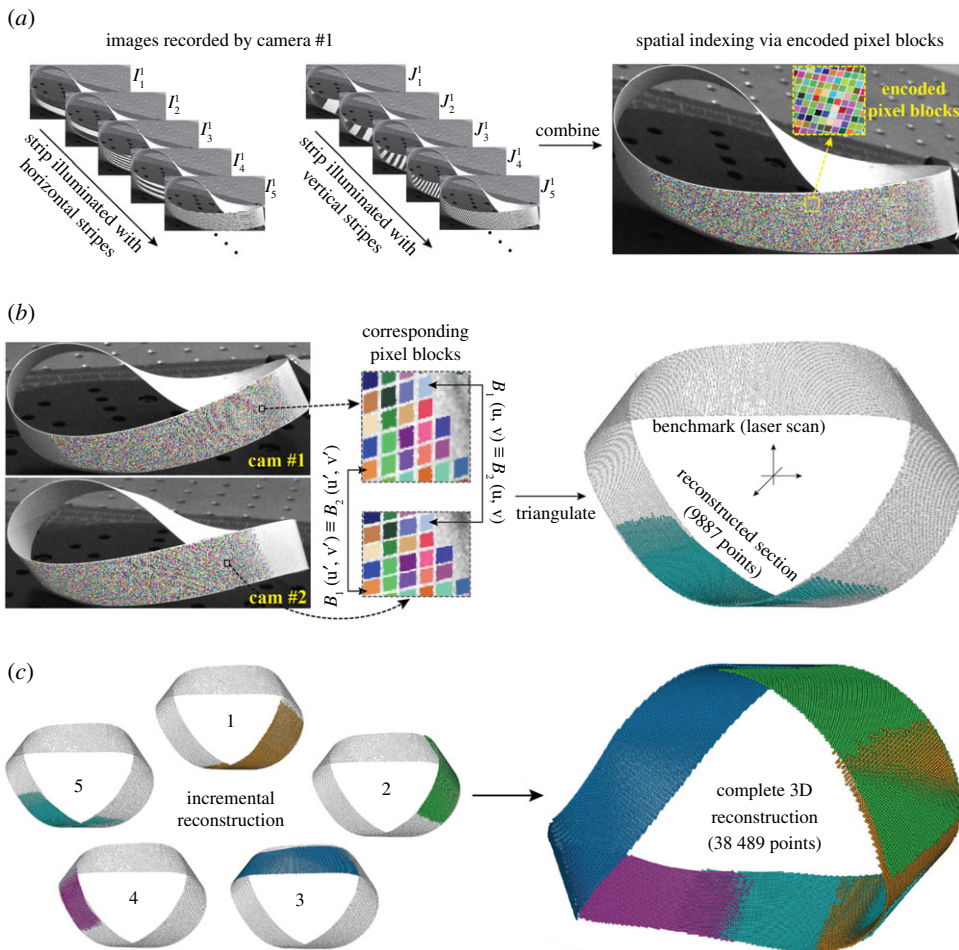 (a)
images recorded by camera #1
spatial indexing via encoded pixel blocks
I₁¹
I₂¹
I₃¹
I₄¹
I₅¹
strip illuminated with
horizontal stripes
J₁¹
J₂¹
J₃¹
J₄¹
J₅¹
strip illuminated with
vertical stripes
combine
encoded
pixel blocks
(b)
cam #1
cam #2
corresponding
pixel blocks
B₁ (u, v) ≡ B₂ (u, v)
B₁ (u′, v′) ≡ B₂ (u′, v′)
triangulate
benchmark (laser scan)
reconstructed section
(9887 points)
(c)
1
2
3
4
5
incremental
reconstruction
complete 3D
reconstruction
(38 489 points)